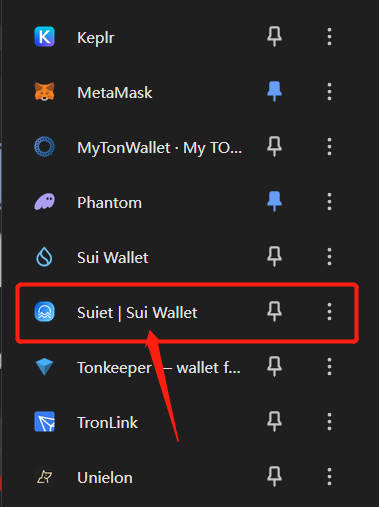 Keplr
MetaMask
MyTonWallet · My TO...
Phantom
Sui Wallet
Suiet | Sui Wallet
Tonkeeper — wallet f...
TronLink
Unielon